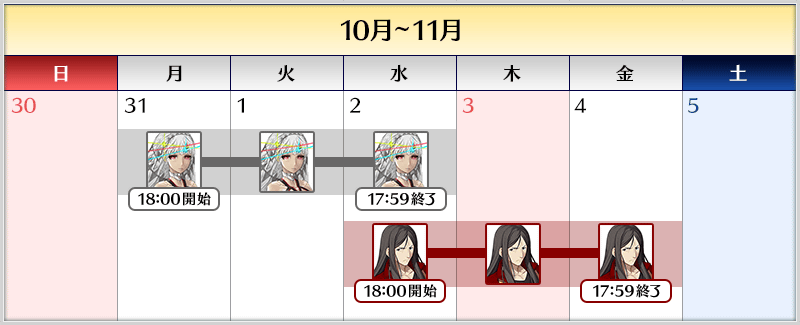 10月~11月
日 月 火 水 木 金 土
30 31 1 2 3 4 5
18:00開始 17:59終了
18:00開始 17:59終了